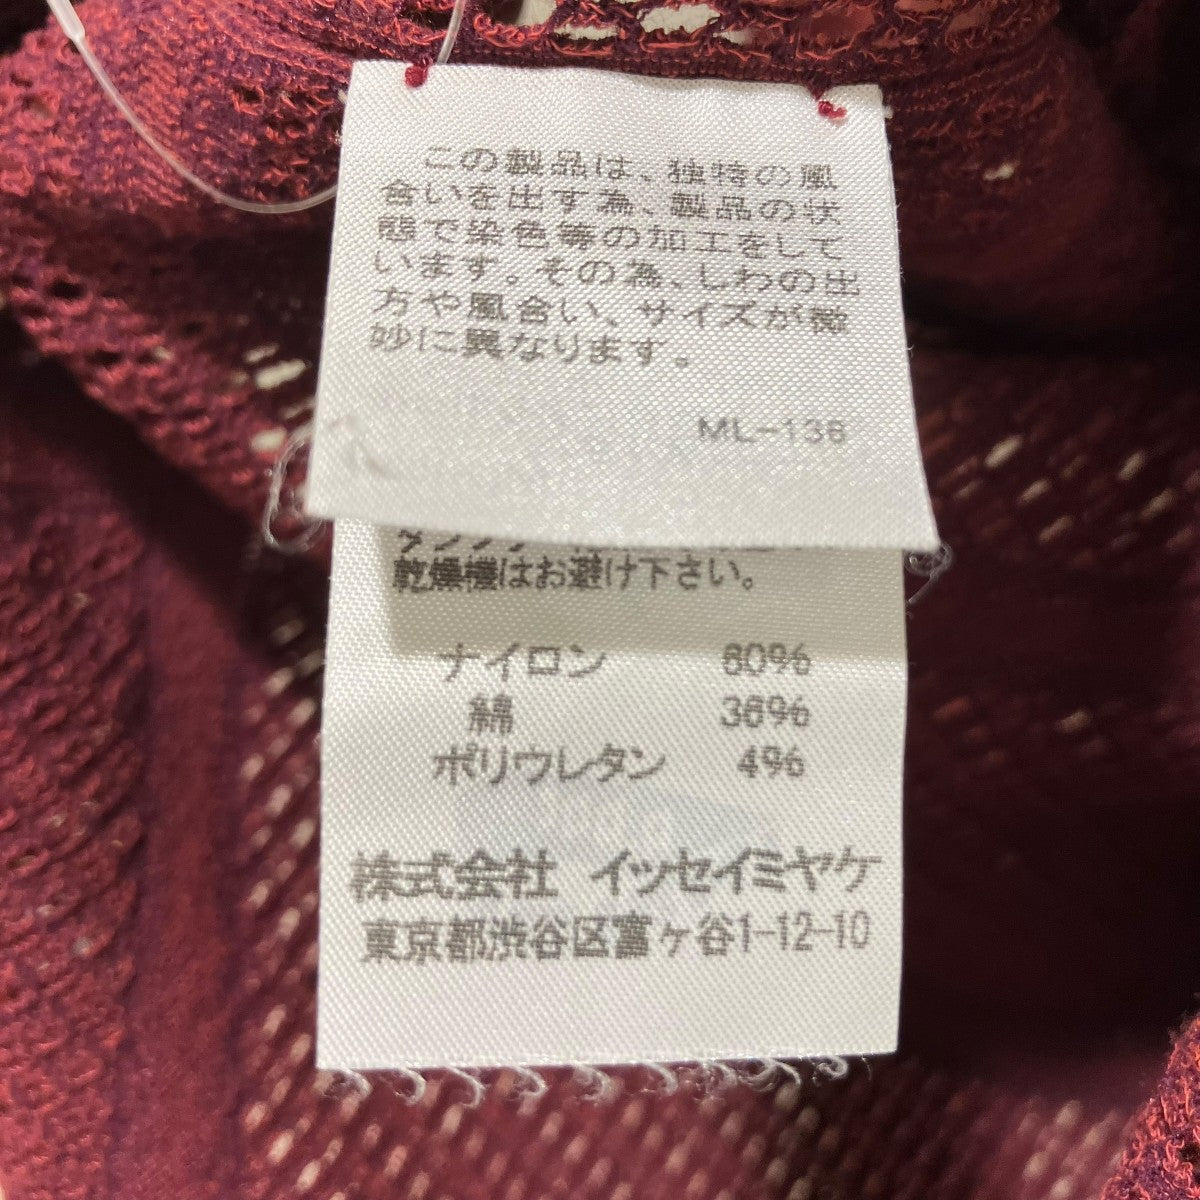 この製品は、独特の風
合いを出す為、製品の状
態で染色等の加工をして
います。その為、しわの出
方や風合い、サイズが微
妙に異なります。
ML-136
乾燥機はお避け下さい。
ナイロン 60%
綿 36%
ポリウレタン 4%
株式会社 イッセイミヤケ
東京都渋谷区富ヶ谷1-12-10